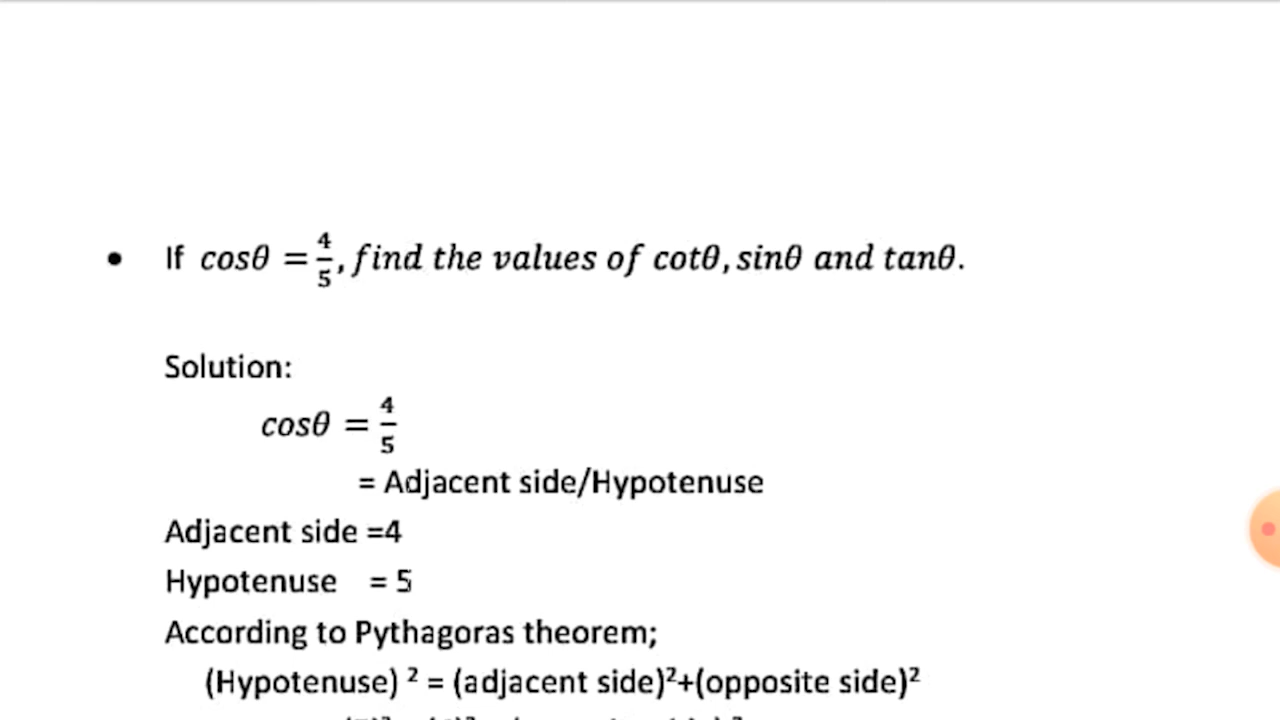 • If cosθ = 4/5, find the values of cotθ, sinθ and tanθ.
Solution:
cosθ = 4/5
= Adjacent side/Hypotenuse
Adjacent side =4
Hypotenuse = 5
According to Pythagoras theorem;
(Hypotenuse) ² = (adjacent side)²+(opposite side)²